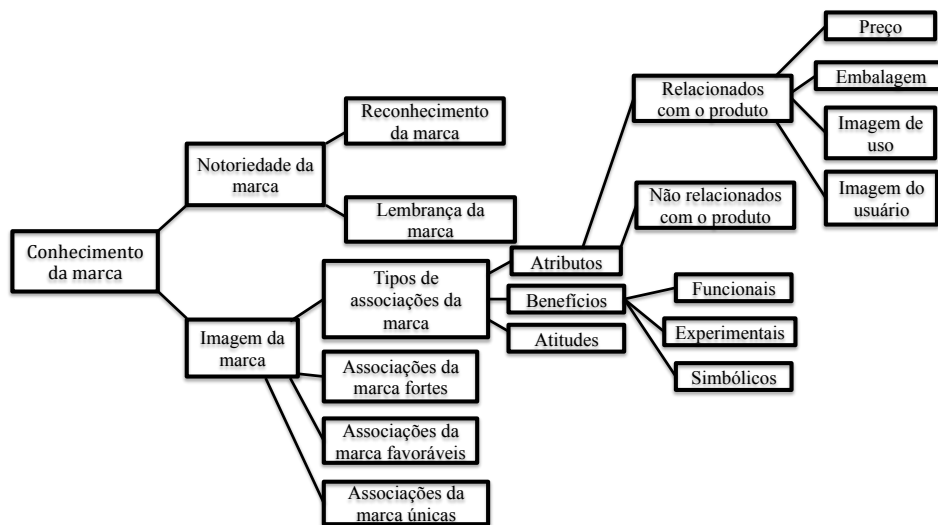 Conhecimento
da marca
Notoriedade da
marca
Reconhecimento
da marca
Lembrança da
marca
Imagem da
marca
Tipos de
associações da
marca
Atributos
Relacionados
com o produto
Preço
Embalagem
Imagem de
uso
Imagem do
usuário
Não relacionados
com o produto
Benefícios
Funcionais
Experimentais
Simbólicos
Atitudes
Associações da
marca fortes
Associações da
marca favoráveis
Associações da
marca únicas